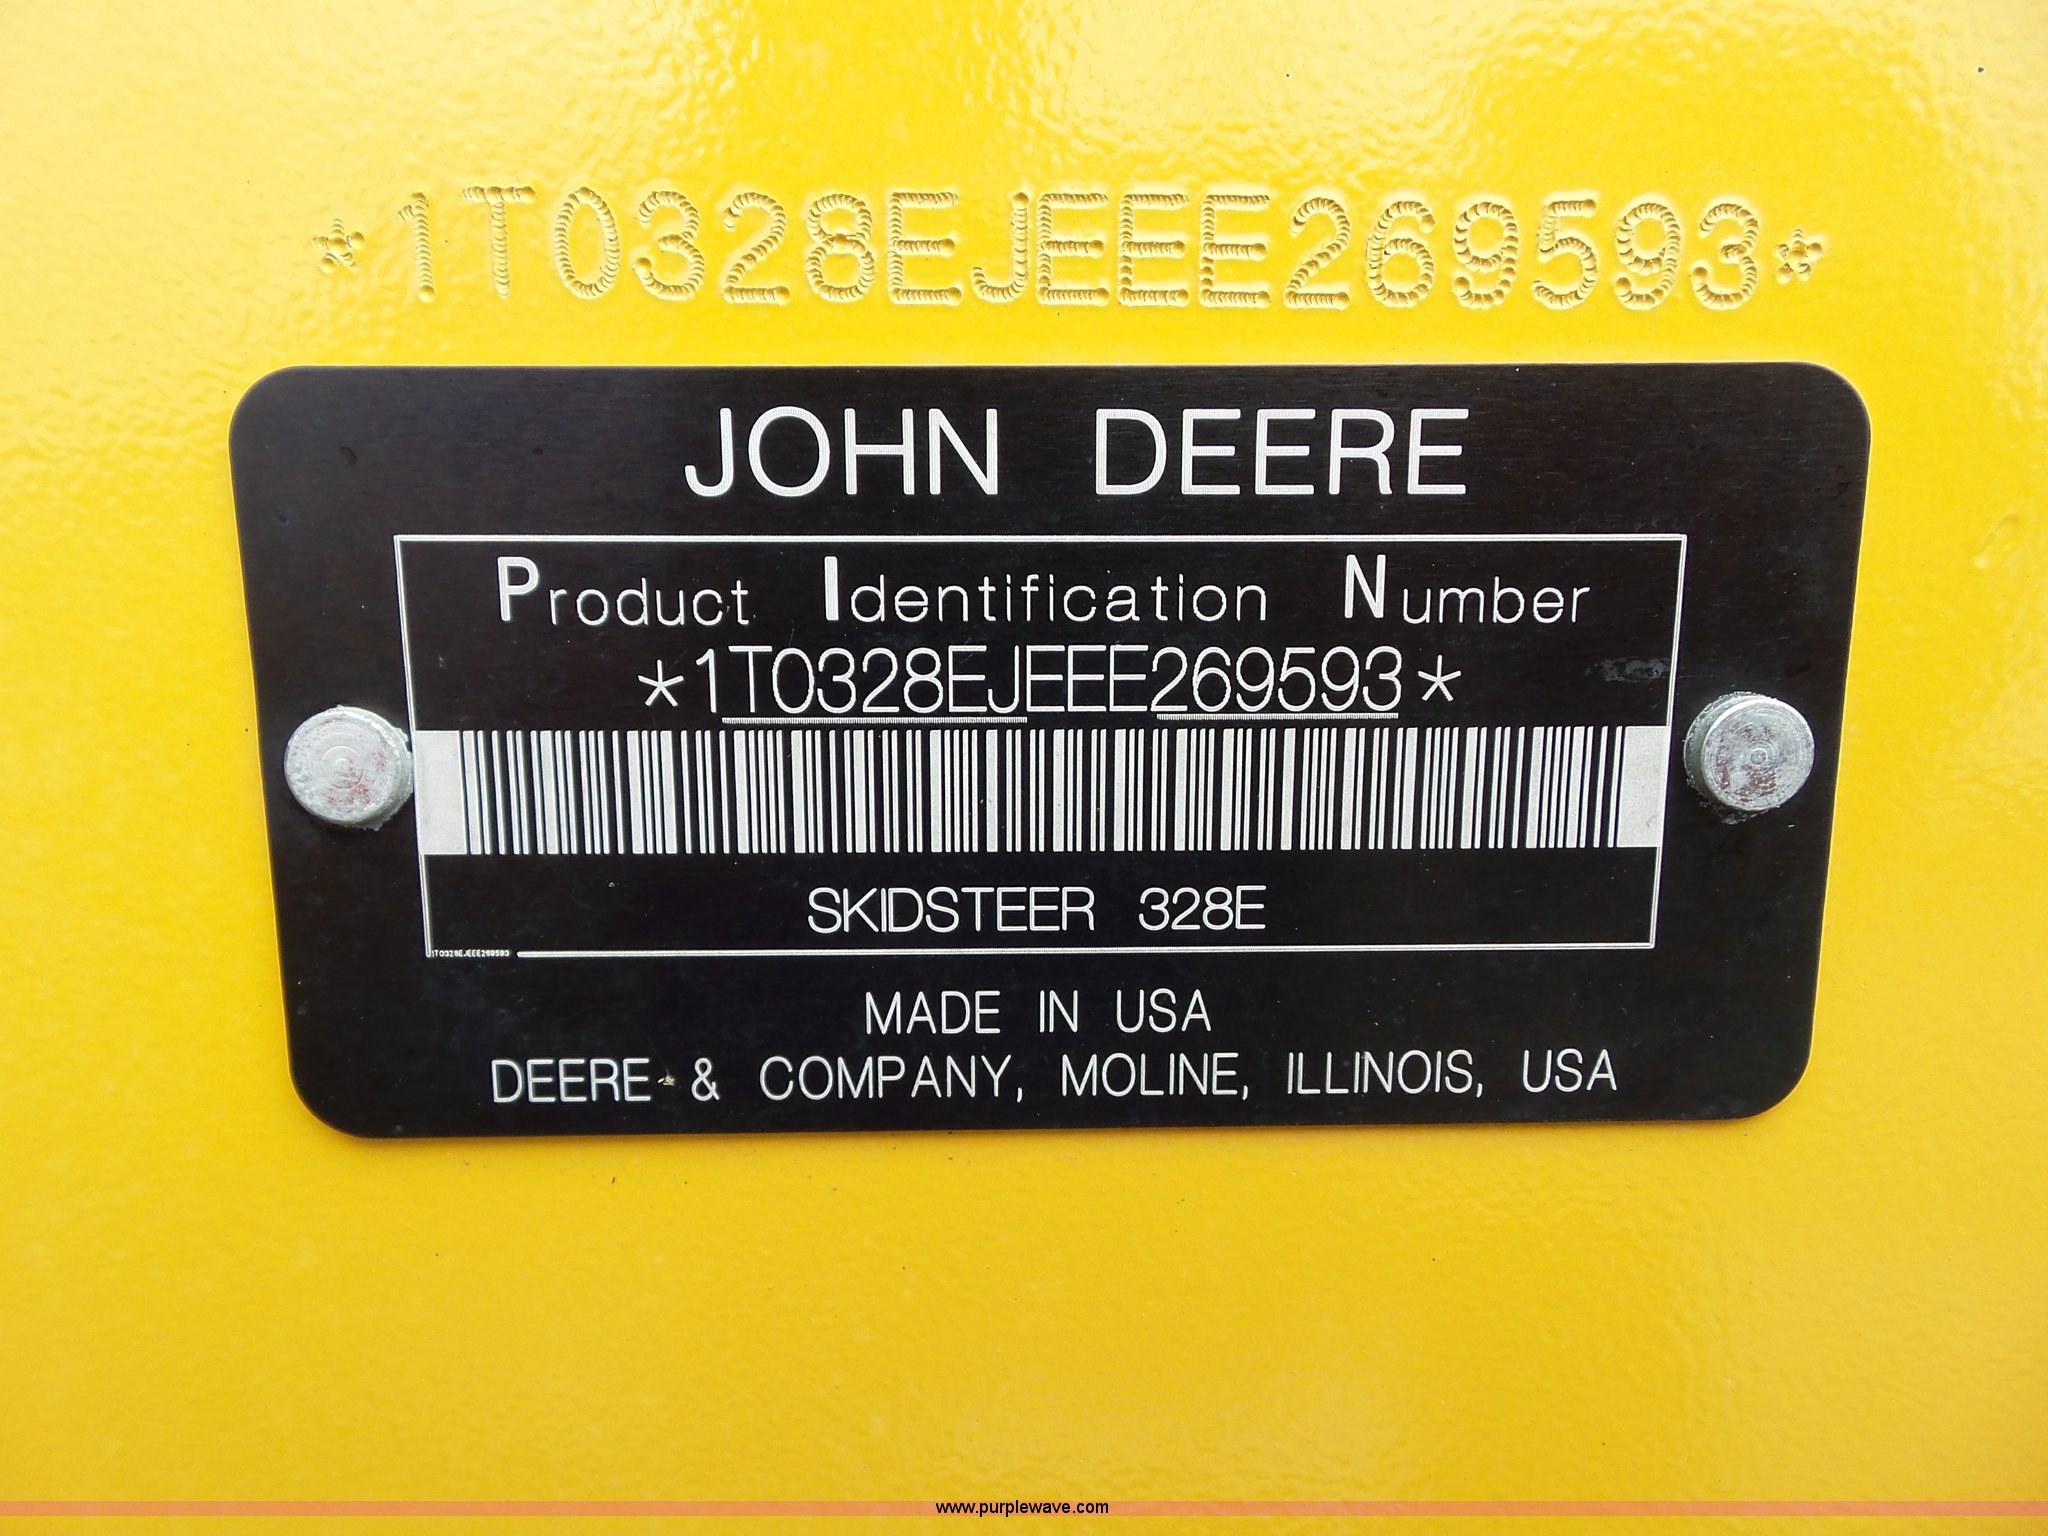 *1T0328EJEEE269593*
JOHN DEERE
Product Identification Number
*1T0328EJEEE269593*
SKIDSTEER 328E
1T0328EJEEE269593
MADE IN USA
DEERE & COMPANY, MOLINE, ILLINOIS, USA
www.purplewave.com